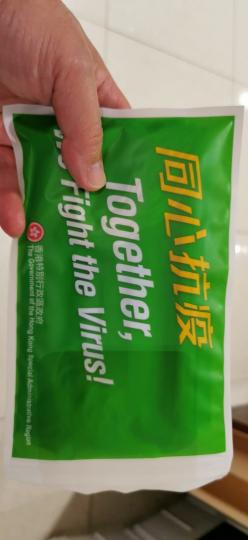 同心抗疫
Together,
Fight the Virus!
香港特別行政區政府
The Government of the Hong Kong Special Administrative Region